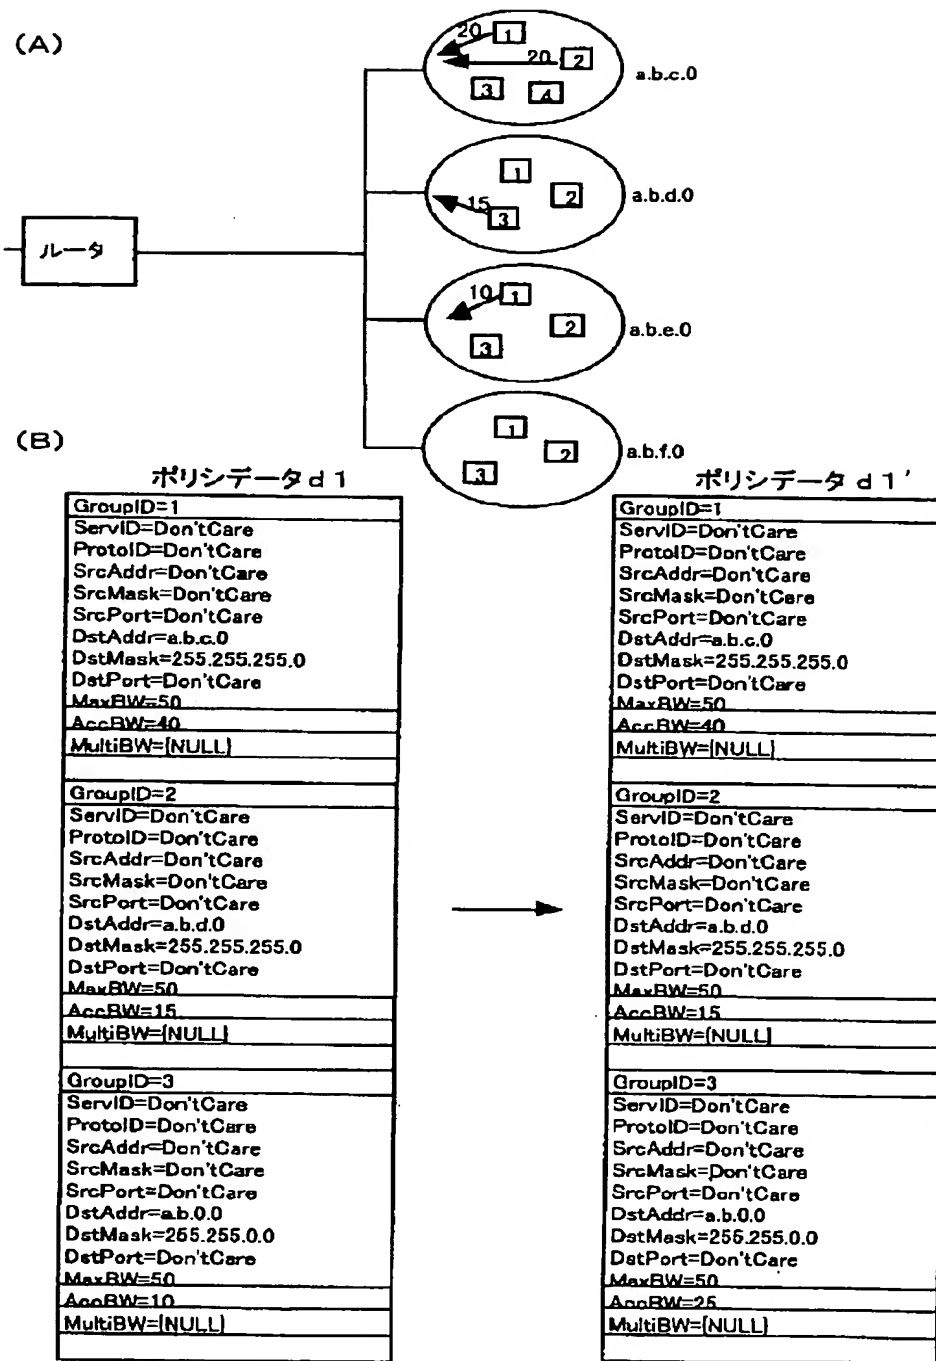 (A)
20
1
20
2
3
4
a.b.c.0
1
2
15
3
a.b.d.0
ルータ
10
1
2
3
a.b.e.0
1
2
3
a.b.f.0
(B)
ポリシデータd1
GroupID=1
ServID=Don'tCare
ProtoID=Don'tCare
SrcAddr=Don'tCare
SrcMask=Don'tCare
SrcPort=Don'tCare
DstAddr=a.b.c.0
DstMask=255.255.255.0
DstPort=Don'tCare
MaxBW=50
AccBW=40
MultiBW={NULL}
GroupID=2
ServID=Don'tCare
ProtoID=Don'tCare
SrcAddr=Don'tCare
SrcMask=Don'tCare
SrcPort=Don'tCare
DstAddr=a.b.d.0
DstMask=255.255.255.0
DstPort=Don'tCare
MaxBW=50
AccBW=15
MultiBW={NULL}
GroupID=3
ServID=Don'tCare
ProtoID=Don'tCare
SrcAddr=Don'tCare
SrcMask=Don'tCare
SrcPort=Don'tCare
DstAddr=a.b.0.0
DstMask=255.255.0.0
DstPort=Don'tCare
MaxBW=50
AccBW=10
MultiBW={NULL}
ポリシデータd1'
GroupID=1
ServID=Don'tCare
ProtoID=Don'tCare
SrcAddr=Don'tCare
SrcMask=Don'tCare
SrcPort=Don'tCare
DstAddr=a.b.c.0
DstMask=255.255.255.0
DstPort=Don'tCare
MaxBW=50
AccBW=40
MultiBW={NULL}
GroupID=2
ServID=Don'tCare
ProtoID=Don'tCare
SrcAddr=Don'tCare
SrcMask=Don'tCare
SrcPort=Don'tCare
DstAddr=a.b.d.0
DstMask=255.255.255.0
DstPort=Don'tCare
MaxBW=50
AccBW=15
MultiBW={NULL}
GroupID=3
ServID=Don'tCare
ProtoID=Don'tCare
SrcAddr=Don'tCare
SrcMask=Don'tCare
SrcPort=Don'tCare
DstAddr=a.b.0.0
DstMask=255.255.0.0
DstPort=Don'tCare
MaxBW=50
AccBW=25
MultiBW={NULL}